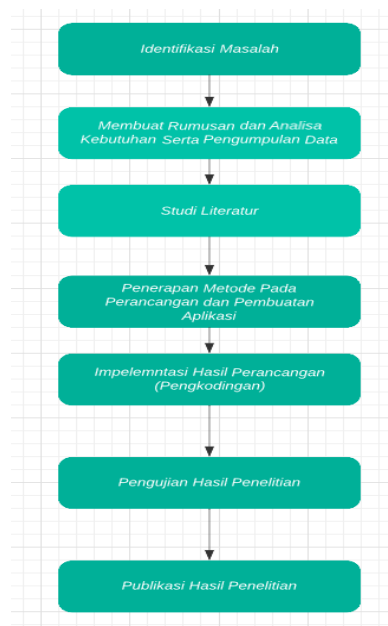 Identifikasi Masalah
Membuat Rumusan dan Analisa
Kebutuhan Serta Pengumpulan Data
Studi Literatur
Penerapan Metode Pada
Perancangan dan Pembuatan
Aplikasi
Impelemntasi Hasil Perancangan
(Pengkodingan)
Pengujian Hasil Penelitian
Publikasi Hasil Penelitian